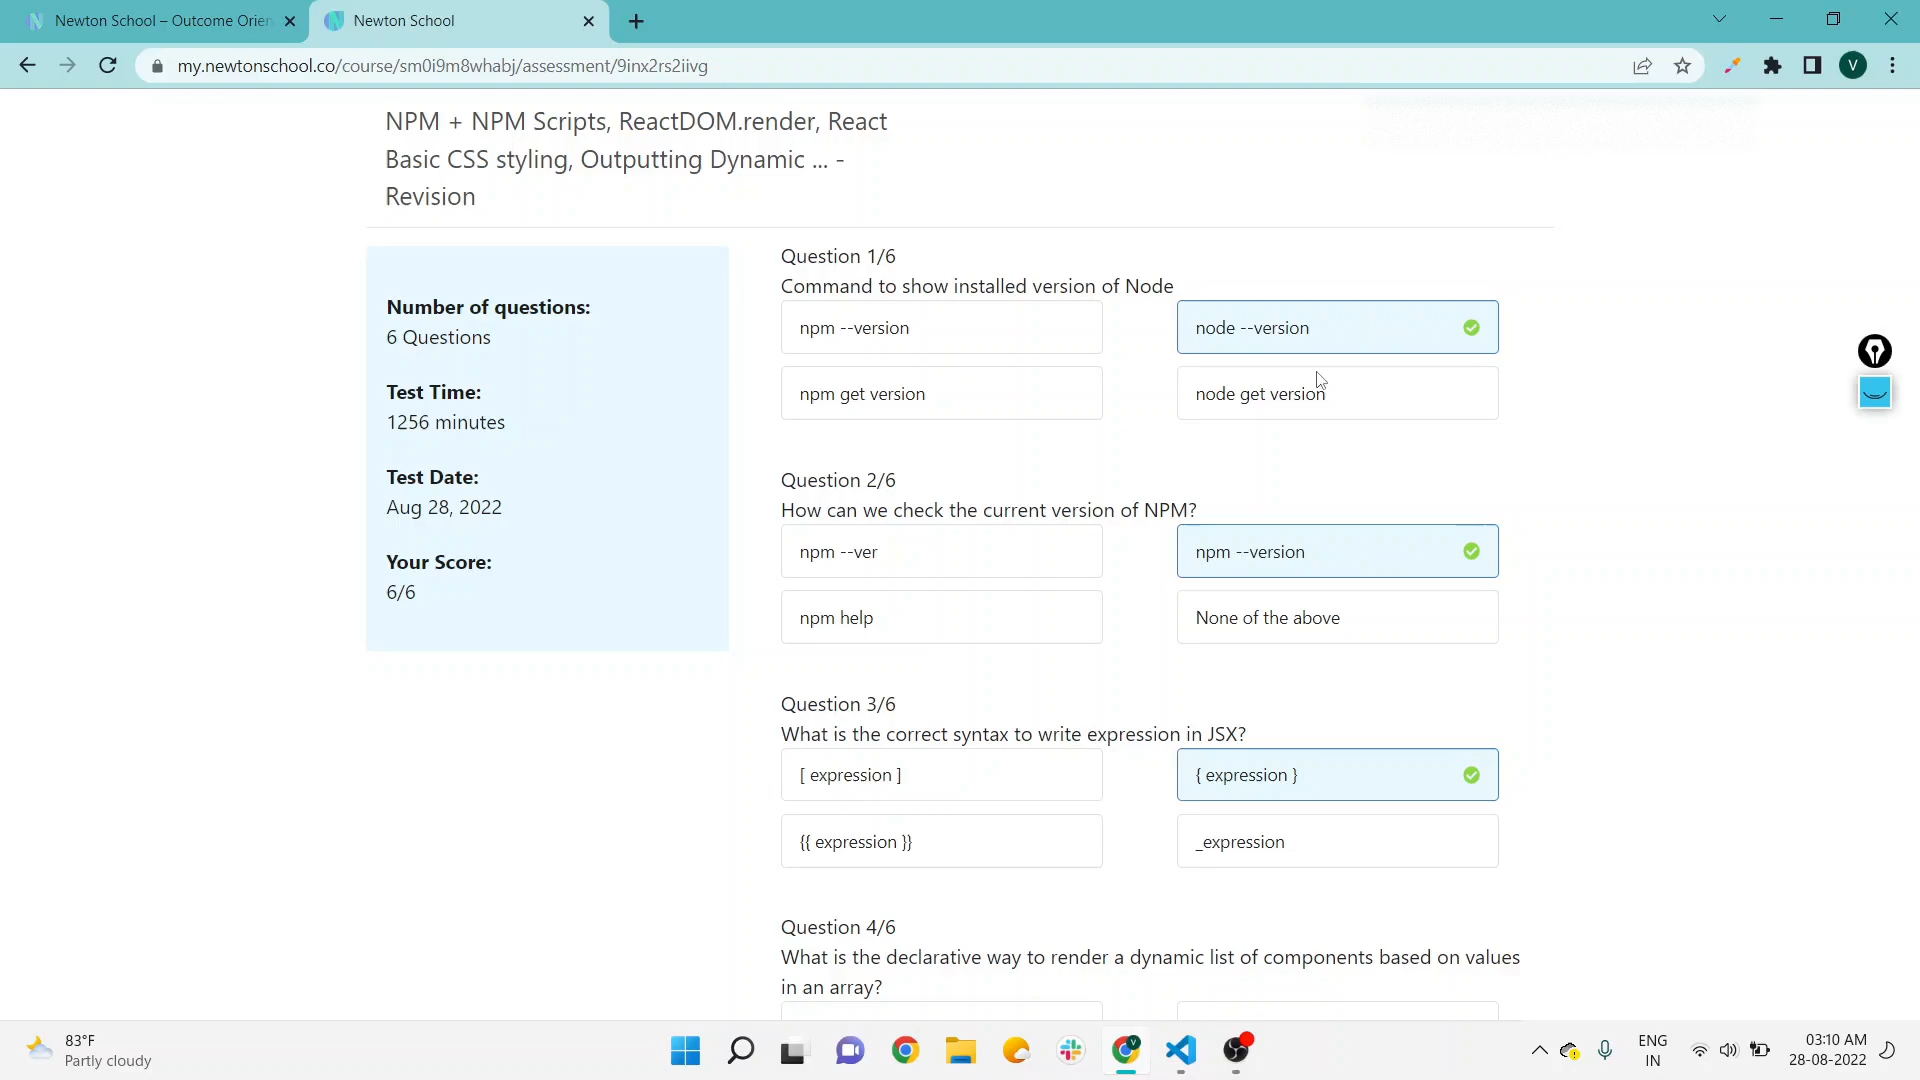 Newton School – Outcome Orien
Newton School
my.newtonschool.co/course/sm0i9m8whabj/assessment/9inx2rs2iivg
V
NPM + NPM Scripts, ReactDOM.render, React
Basic CSS styling, Outputting Dynamic ... -
Revision
Number of questions:
6 Questions
Test Time:
1256 minutes
Test Date:
Aug 28, 2022
Your Score:
6/6
Question 1/6
Command to show installed version of Node
npm --version
node --version
npm get version
node get version
Question 2/6
How can we check the current version of NPM?
npm --ver
npm --version
npm help
None of the above
Question 3/6
What is the correct syntax to write expression in JSX?
[ expression ]
{ expression }
{{ expression }}
_expression
Question 4/6
What is the declarative way to render a dynamic list of components based on values
in an array?
83°F
Partly cloudy
ENG
IN
03:10 AM
28-08-2022